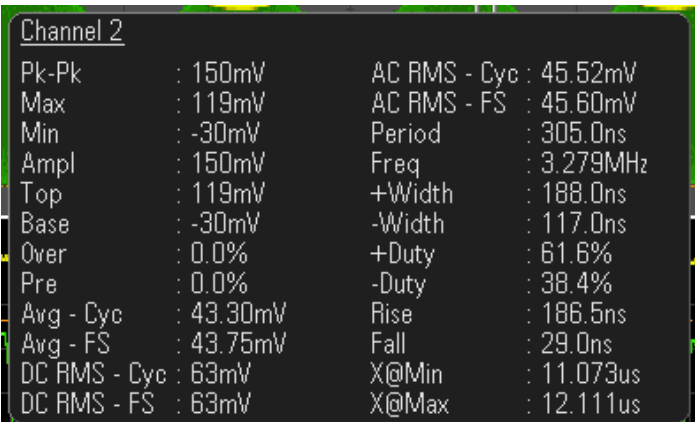 Channel 2
Pk-Pk : 150mV AC RMS - Cyc : 45.52mV
Max : 119mV AC RMS - FS : 45.60mV
Min : -30mV Period : 305.0ns
Ampl : 150mV Freq : 3.279MHz
Top : 119mV +Width : 188.0ns
Base : -30mV -Width : 117.0ns
Over : 0.0% +Duty : 61.6%
Pre : 0.0% -Duty : 38.4%
Avg - Cyc : 43.30mV Rise : 186.5ns
Avg - FS : 43.75mV Fall : 29.0ns
DC RMS - Cyc : 63mV X@Min : 11.073us
DC RMS - FS : 63mV X@Max : 12.111us